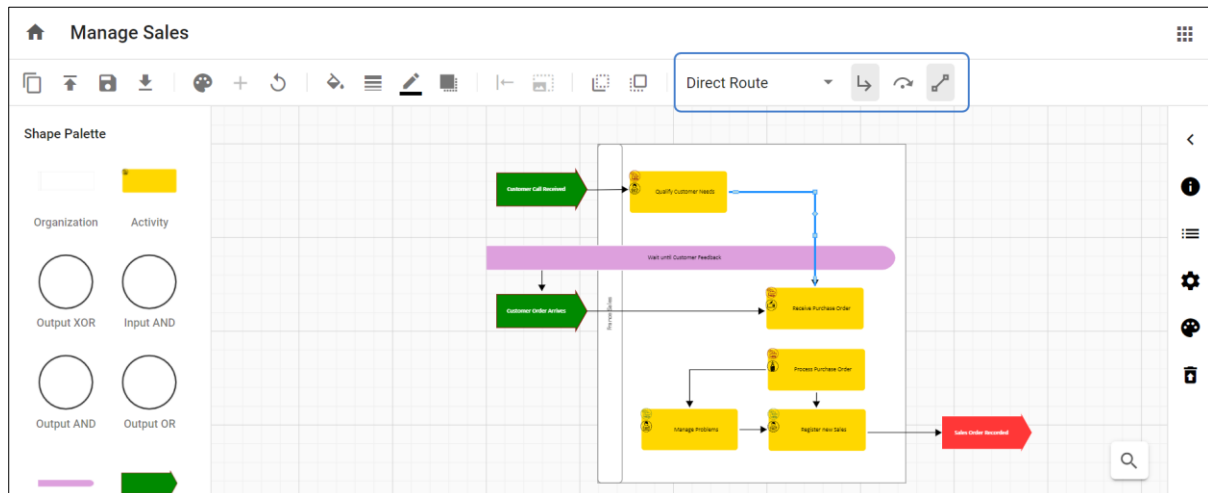 Manage Sales
Direct Route
Shape Palette
Organization
Activity
Output XOR
Input AND
Output AND
Output OR
Customer Call Received
Qualify Customer Needs
Wait until Customer Feedback
Customer Order Arrives
Receive Purchase Order
Process Purchase Order
Manage Problems
Register new Sales
Sales Order Recorded